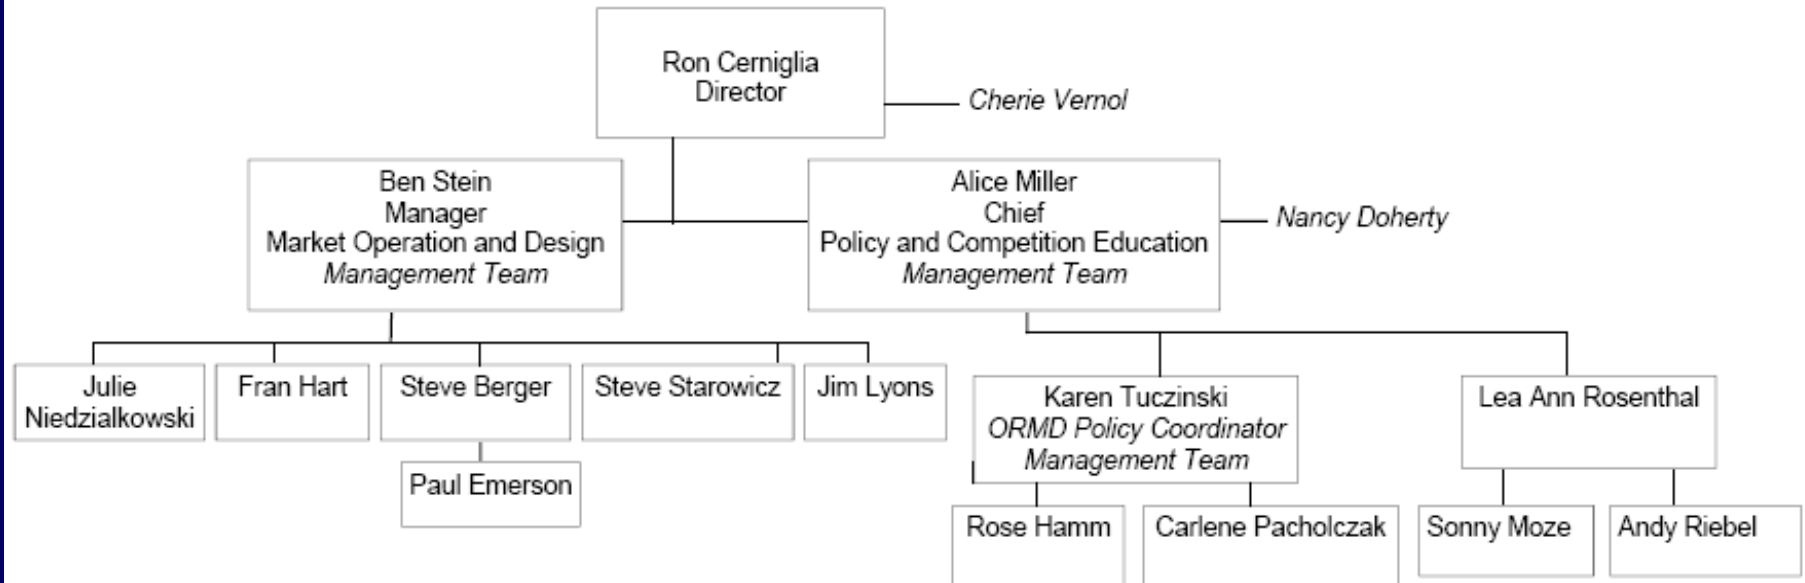 Ron Cerniglia
Director
Cherie Vernol
Ben Stein
Manager
Market Operation and Design
Management Team
Alice Miller
Chief
Policy and Competition Education
Management Team
Nancy Doherty
Julie
Niedzialkowski
Fran Hart
Steve Berger
Steve Starowicz
Jim Lyons
Karen Tuczinski
ORMD Policy Coordinator
Management Team
Lea Ann Rosenthal
Paul Emerson
Rose Hamm
Carlene Pacholczak
Sonny Moze
Andy Riebel